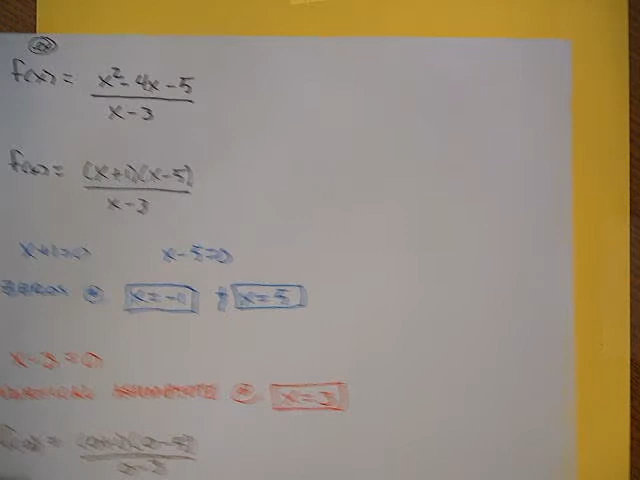 f(x) = x² - 4x - 5 / x - 3
f(x) = (x+1)(x-5) / x - 3
x+1=0 x-5=0
ZEROS @ x=-1 & x=5
x-3=0
VERTICAL ASYMPTOTE @ x=3